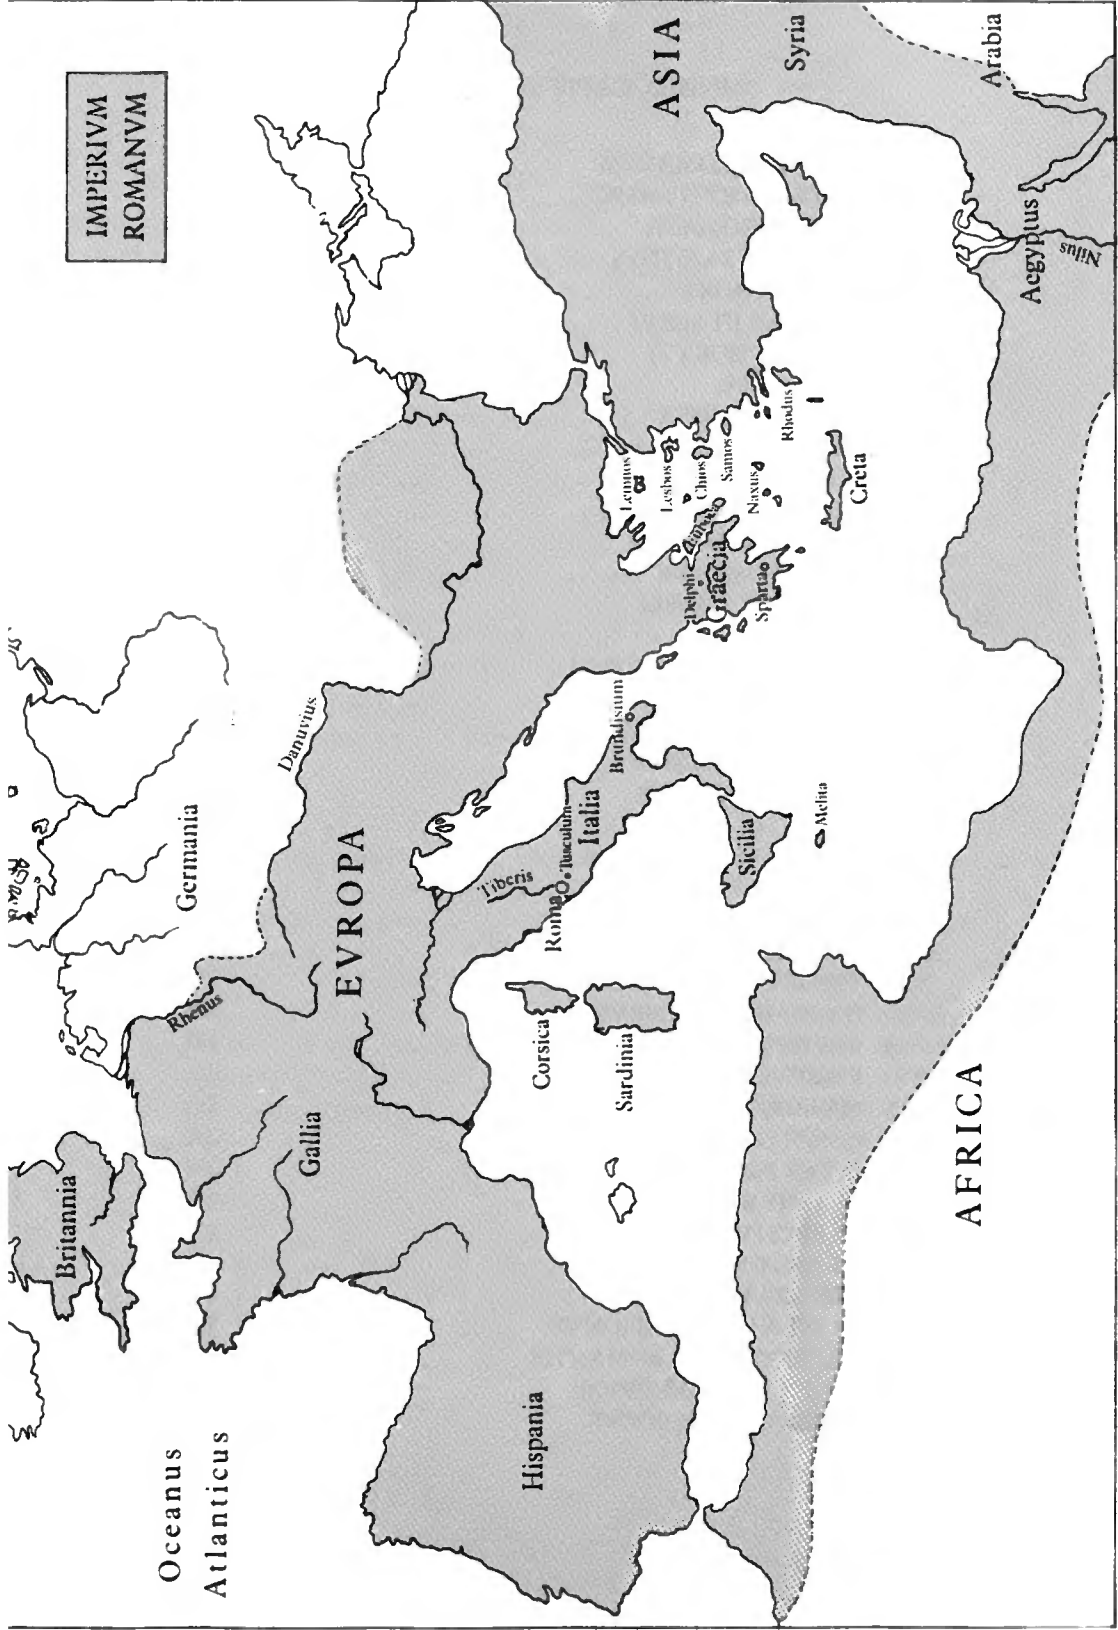 IMPERIVM
ROMANVM
Oceanus
Atlanticus
Britannia
Germania
Rhenus
Danuvius
Gallia
EVROPA
Hispania
Corsica
Sardinia
Tiberis
Roma
Tusculum
Italia
Brundisium
Sicilia
Melita
Delphi
Graecia
Sparta
Lemnos
Lesbos
Chios
Samos
Naxus
Rhodus
Creta
ASIA
Syria
Arabia
Aegyptus
Nilus
AFRICA